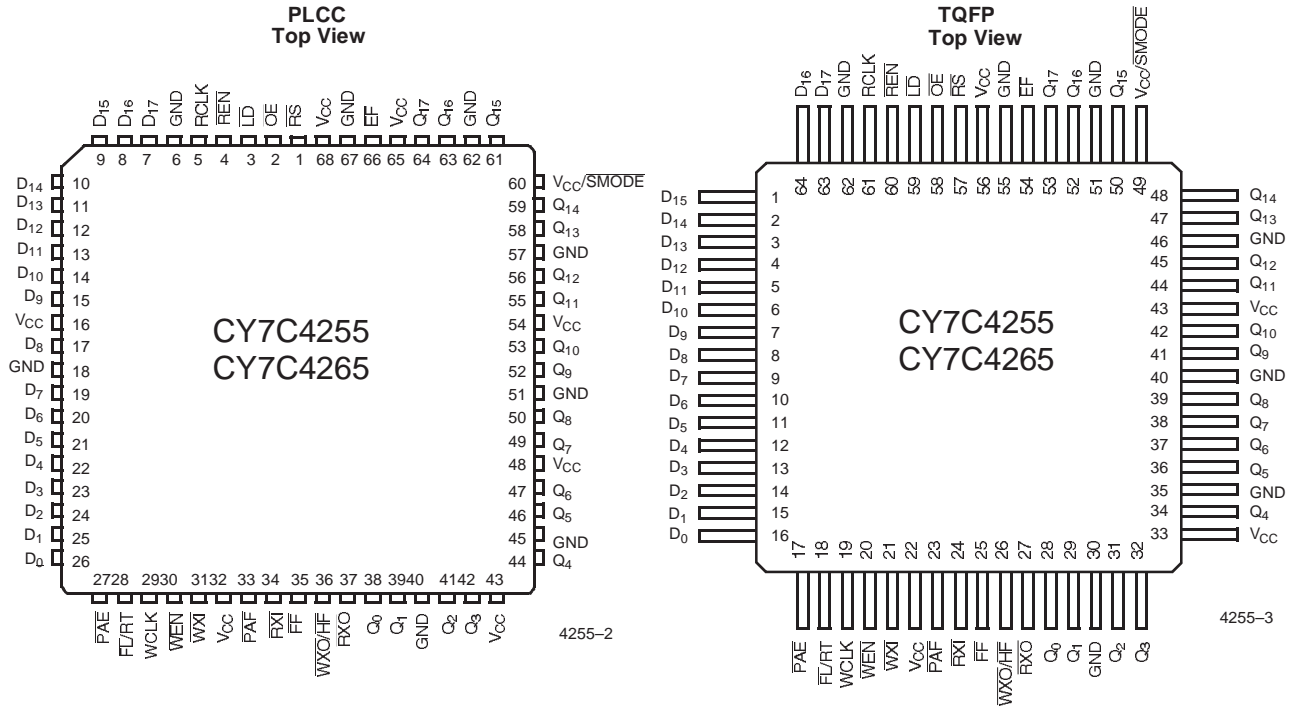 PLCC
Top View
D15 D16 D17 GND RCLK REN LD OE RS VCC GND EF VCC Q17 Q16 GND Q15
9 8 7 6 5 4 3 2 1 68 67 66 65 64 63 62 61
D14 10
D13 11
D12 12
D11 13
D10 14
D9 15
VCC 16
D8 17
GND 18
D7 19
D6 20
D5 21
D4 22
D3 23
D2 24
D1 25
D0 26
CY7C4255
CY7C4265
60 VCC/SMODE
59 Q14
58 Q13
57 GND
56 Q12
55 Q11
54 VCC
53 Q10
52 Q9
51 GND
50 Q8
49 Q7
48 VCC
47 Q6
46 Q5
45 GND
44 Q4
27 28 29 30 31 32 33 34 35 36 37 38 39 40 41 42 43
PAE FL/RT WCLK WEN WXI VCC PAF RXI FF WXO/HF RXO Q0 Q1 GND Q2 Q3 VCC
4255–2
TQFP
Top View
D16 D17 GND RCLK REN LD OE RS VCC GND EF Q17 Q16 GND Q15 VCC/SMODE
64 63 62 61 60 59 58 57 56 55 54 53 52 51 50 49
D15 1
D14 2
D13 3
D12 4
D11 5
D10 6
D9 7
D8 8
D7 9
D6 10
D5 11
D4 12
D3 13
D2 14
D1 15
D0 16
CY7C4255
CY7C4265
48 Q14
47 Q13
46 GND
45 Q12
44 Q11
43 VCC
42 Q10
41 Q9
40 GND
39 Q8
38 Q7
37 Q6
36 Q5
35 GND
34 Q4
33 VCC
17 18 19 20 21 22 23 24 25 26 27 28 29 30 31 32
PAE FL/RT WCLK WEN WXI VCC PAF RXI FF WXO/HF RXO Q0 Q1 GND Q2 Q3
4255–3